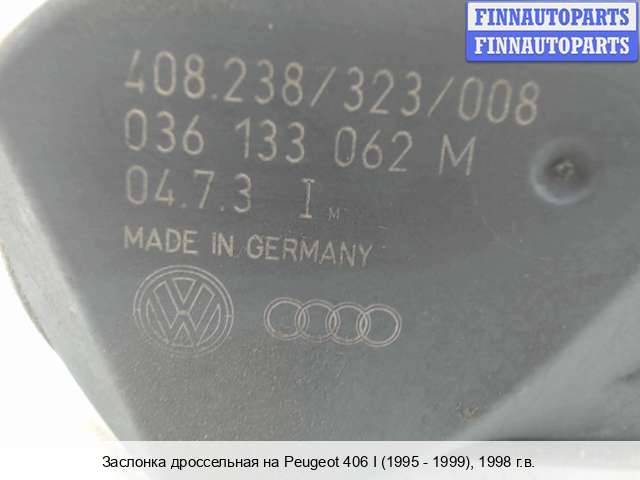 FINNAUTOPARTS
FINNAUTOPARTS
408.238/323/008
036 133 062 M
04.7.3 I M
MADE IN GERMANY
VW
Заслонка дроссельная на Peugeot 406 I (1995 - 1999), 1998 г.в.